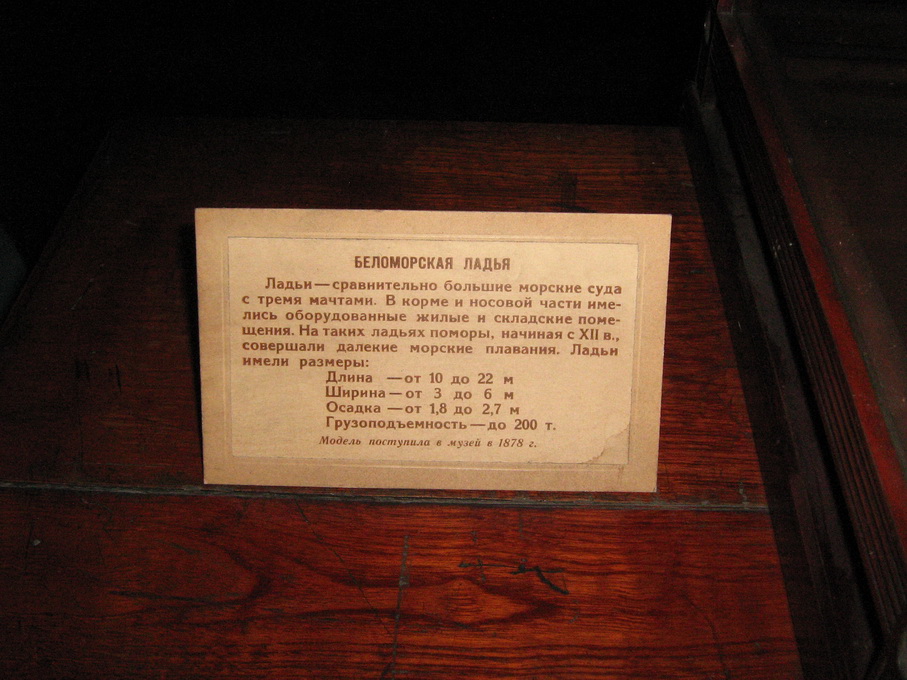 БЕЛОМОРСКАЯ ЛАДЬЯ
Ладьи — сравнительно большие морские суда
с тремя мачтами. В корме и носовой части име-
лись оборудованные жилые и складские поме-
щения. На таких ладьях поморы, начиная с XII в.,
совершали далекие морские плавания. Ладьи
имели размеры:
Длина — от 10 до 22 м
Ширина — от 3 до 6 м
Осадка — от 1,8 до 2,7 м
Грузоподъемность — до 200 т.
Модель поступила в музей в 1878 г.